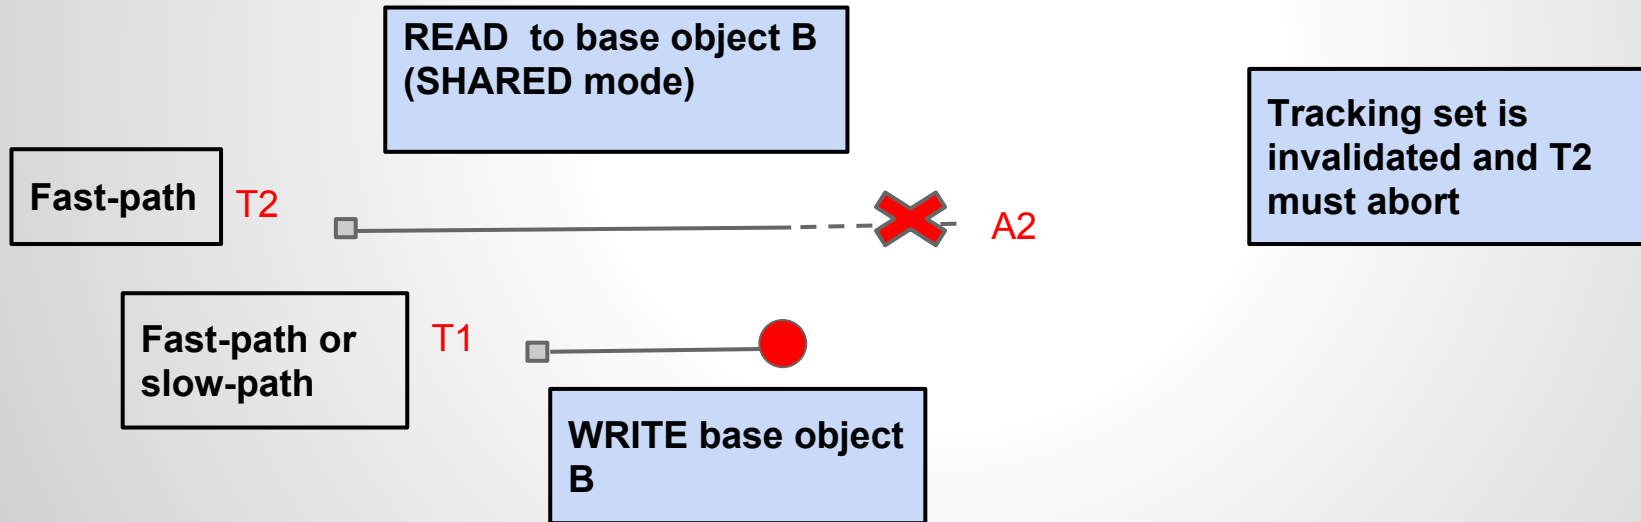 READ  to base object B
(SHARED mode)
Tracking set is
invalidated and T2
must abort
Fast-path
T2
A2
Fast-path or
slow-path
T1
WRITE base object
B